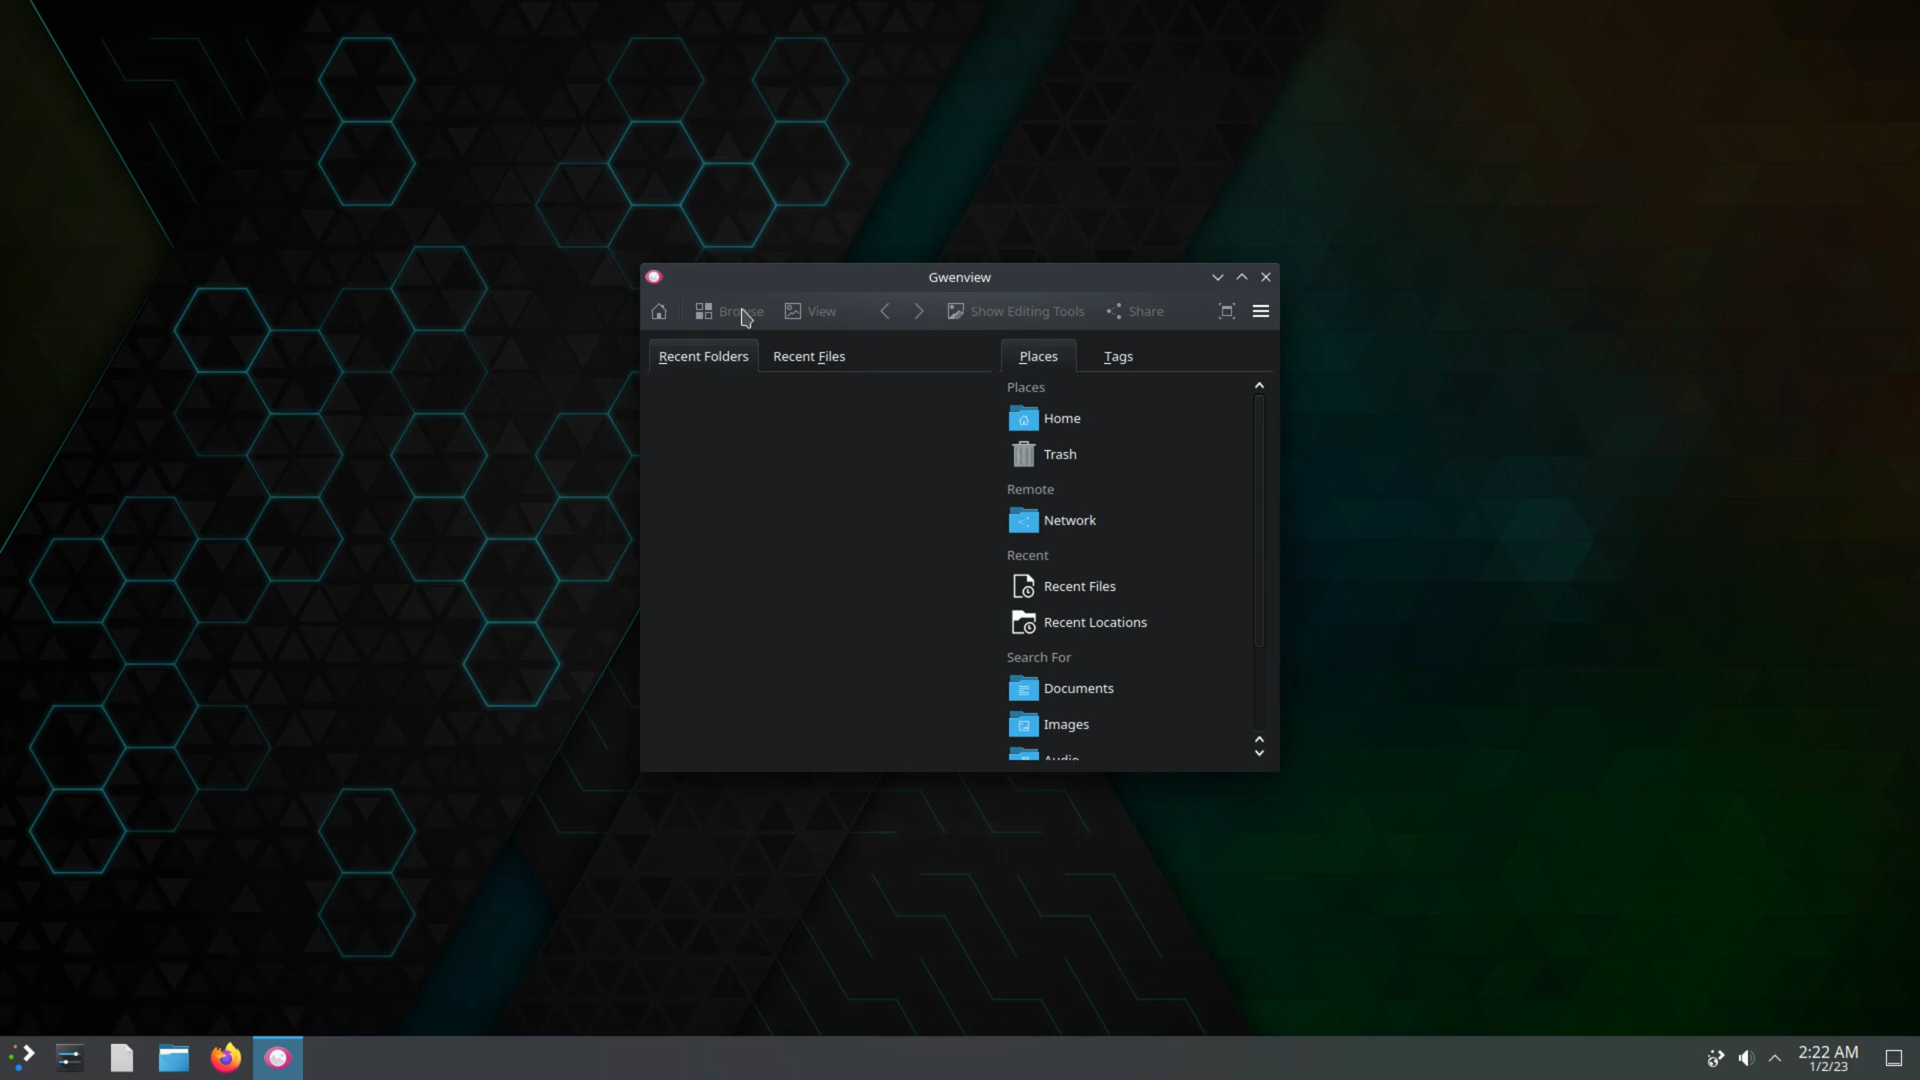 Gwenview
Browse View Show Editing Tools Share
Recent Folders Recent Files Places Tags
Places
Home
Trash
Remote
Network
Recent
Recent Files
Recent Locations
Search For
Documents
Images
Audio
2:22 AM
1/2/23